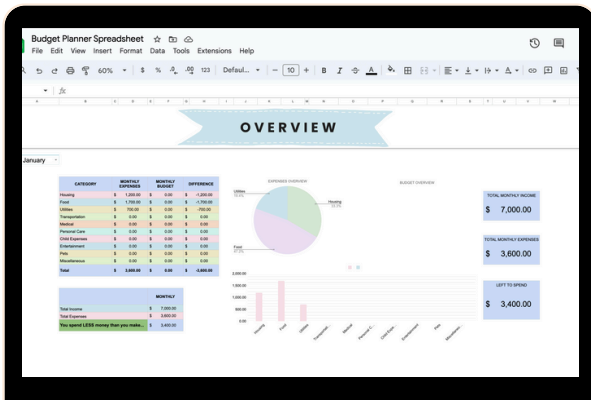 Budget Planner Spreadsheet
File Edit View Insert Format Data Tools Extensions Help
60% $ % .0 .00 123 Defaul... 10 B I A
fx
OVERVIEW
January
CATEGORY MONTHLY EXPENSES MONTHLY BUDGET DIFFERENCE
Housing $ 1,200.00 $ 0.00 $ -1,200.00
Food $ 1,700.00 $ 0.00 $ -1,700.00
Utilities $ 700.00 $ 0.00 $ -700.00
Transportation $ 0.00 $ 0.00 $ 0.00
Medical $ 0.00 $ 0.00 $ 0.00
Personal Care $ 0.00 $ 0.00 $ 0.00
Child Expenses $ 0.00 $ 0.00 $ 0.00
Entertainment $ 0.00 $ 0.00 $ 0.00
Pets $ 0.00 $ 0.00 $ 0.00
Miscellaneous $ 0.00 $ 0.00 $ 0.00
Total $ 3,600.00 $ 0.00 $ -3,600.00
MONTHLY
Total Income $ 7,000.00
Total Expenses $ 3,600.00
You spend LESS money than you make... $ 3,400.00
EXPENSES OVERVIEW
Utilities
Housing
Food
2,000.00
1,500.00
1,000.00
500.00
0.00
Housing
Food
Utilities
Transportati...
Medical
Personal C...
Child Expe...
Entertainment
Pets
Miscellaneo...
BUDGET OVERVIEW
TOTAL MONTHLY INCOME
$ 7,000.00
TOTAL MONTHLY EXPENSES
$ 3,600.00
LEFT TO SPEND
$ 3,400.00